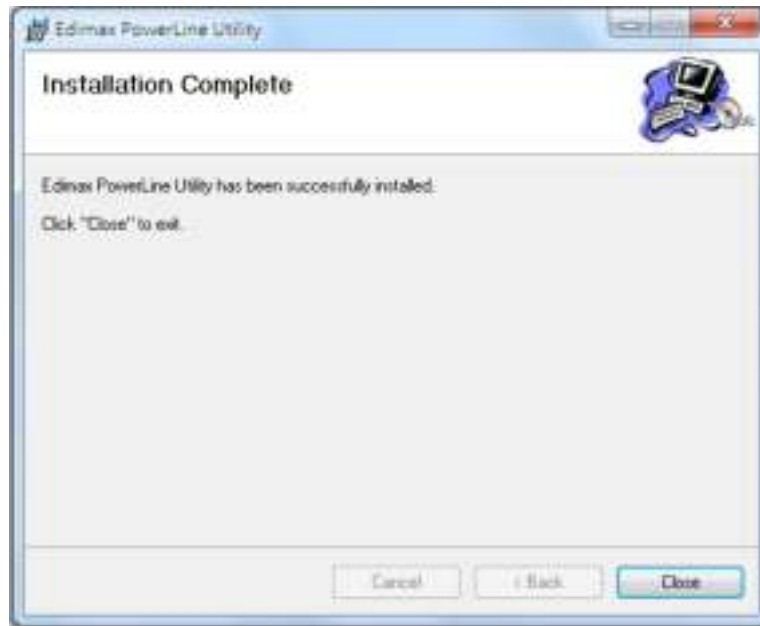 Edimax PowerLine Utility
Installation Complete
Edimax PowerLine Utility has been successfully installed.
Click "Close" to exit.
Cancel
< Back
Close